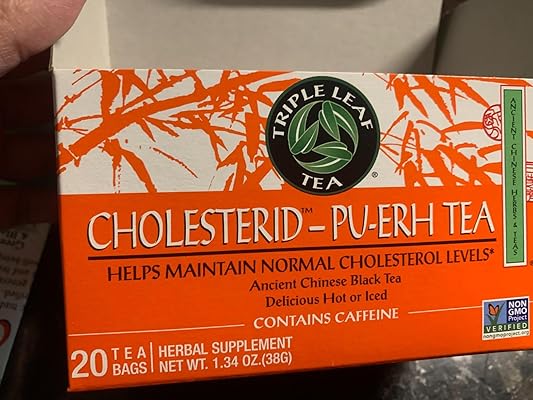 TRIPLE LEAF
TEA
®
ANCIENT CHINESE HERBS & TEAS
CHOLESTERID™ – PU-ERH TEA
HELPS MAINTAIN NORMAL CHOLESTEROL LEVELS*
Ancient Chinese Black Tea
Delicious Hot or Iced
CONTAINS CAFFEINE
NON
GMO
Project
VERIFIED
nongmoproject.org
20 TEA BAGS
HERBAL SUPPLEMENT
NET WT. 1.34 OZ.(38G)